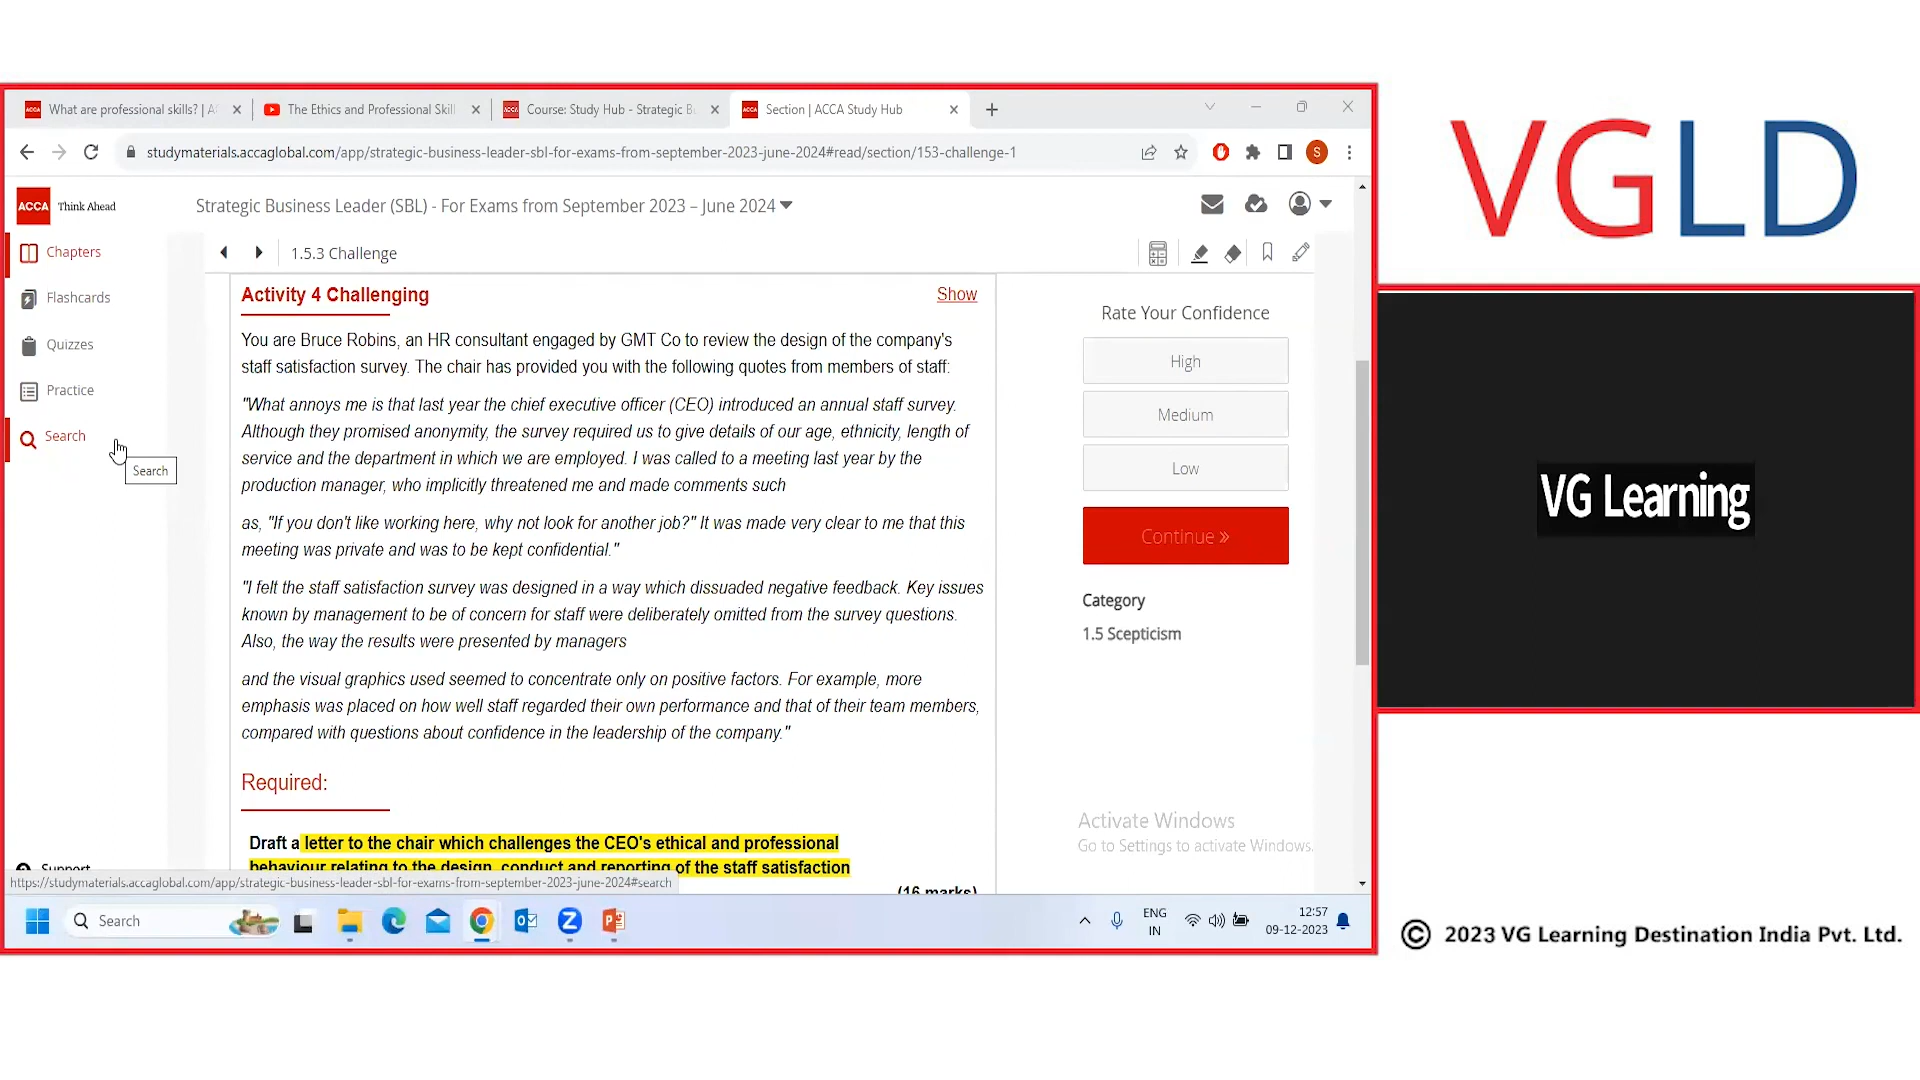 What are professional skills? | A
The Ethics and Professional Skill
Course: Study Hub - Strategic B
Section | ACCA Study Hub
studymaterials.accaglobal.com/app/strategic-business-leader-sbl-for-exams-from-september-2023-june-2024#read/section/153-challenge-1
S
ACCA Think Ahead
Strategic Business Leader (SBL) - For Exams from September 2023 – June 2024
Chapters
Flashcards
Quizzes
Practice
Search
Search
Support
1.5.3 Challenge
Activity 4 Challenging
Show
You are Bruce Robins, an HR consultant engaged by GMT Co to review the design of the company's
staff satisfaction survey. The chair has provided you with the following quotes from members of staff:
"What annoys me is that last year the chief executive officer (CEO) introduced an annual staff survey.
Although they promised anonymity, the survey required us to give details of our age, ethnicity, length of
service and the department in which we are employed. I was called to a meeting last year by the
production manager, who implicitly threatened me and made comments such
as, "If you don't like working here, why not look for another job?" It was made very clear to me that this
meeting was private and was to be kept confidential."
"I felt the staff satisfaction survey was designed in a way which dissuaded negative feedback. Key issues
known by management to be of concern for staff were deliberately omitted from the survey questions.
Also, the way the results were presented by managers
and the visual graphics used seemed to concentrate only on positive factors. For example, more
emphasis was placed on how well staff regarded their own performance and that of their team members,
compared with questions about confidence in the leadership of the company."
Required:
Draft a letter to the chair which challenges the CEO's ethical and professional
behaviour relating to the design, conduct and reporting of the staff satisfaction
(16 marks)
Rate Your Confidence
High
Medium
Low
Continue »
Category
1.5 Scepticism
Activate Windows
Go to Settings to activate Windows.
https://studymaterials.accaglobal.com/app/strategic-business-leader-sbl-for-exams-from-september-2023-june-2024#search
Search
ENG
IN
12:57
09-12-2023
VGLD
VG Learning
© 2023 VG Learning Destination India Pvt. Ltd.